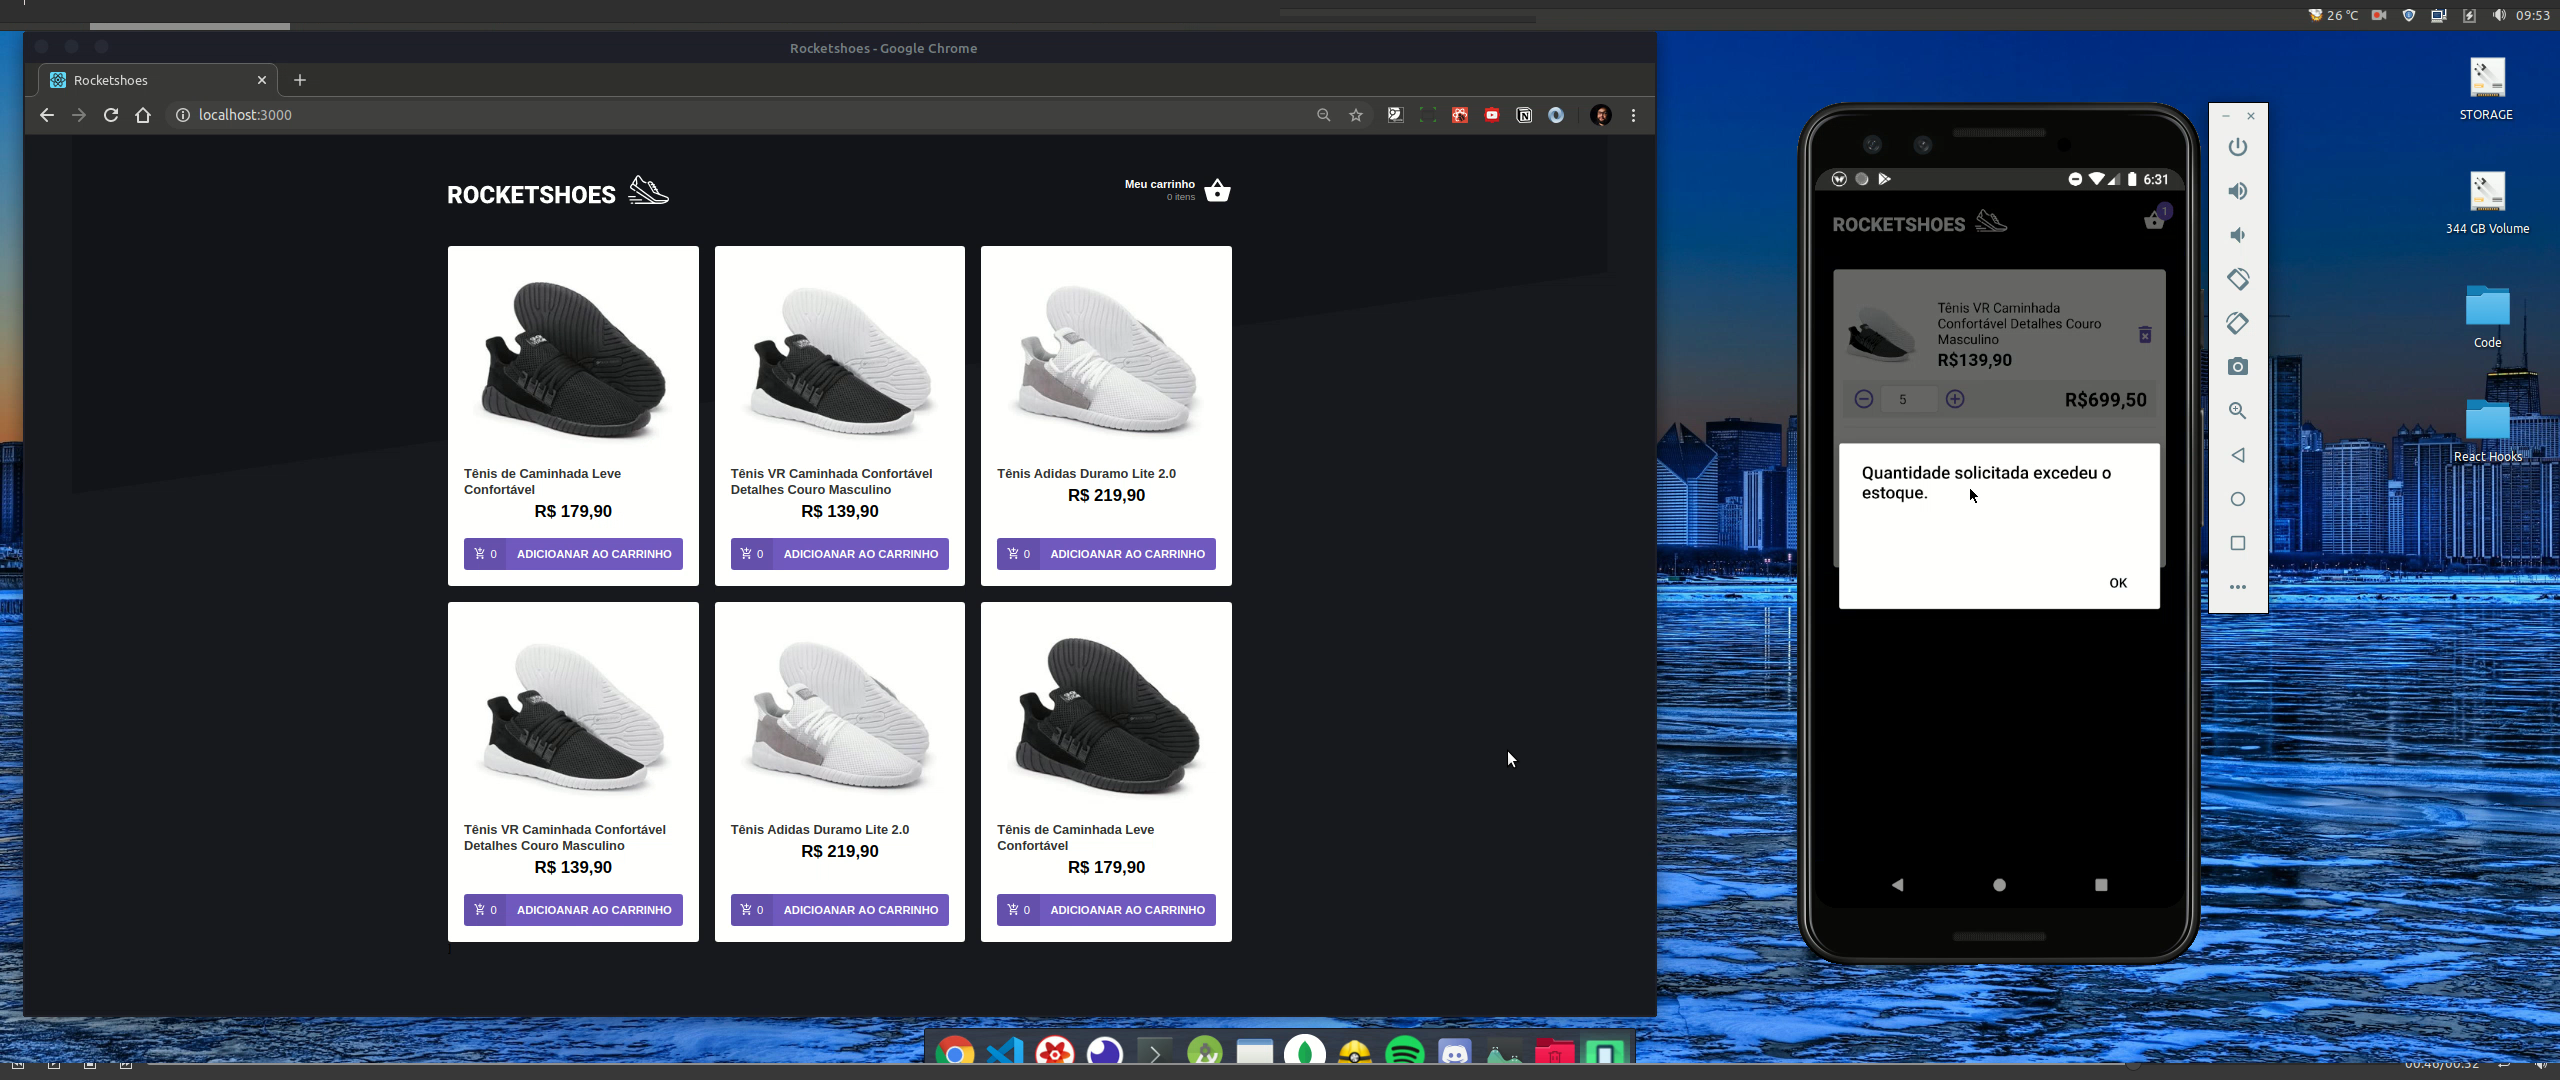 26 °C
09:53
Rocketshoes - Google Chrome
Rocketshoes
localhost:3000
ROCKETSHOES
Meu carrinho
0 itens
Tênis de Caminhada Leve
Confortável
R$ 179,90
0 ADICIOANAR AO CARRINHO
Tênis VR Caminhada Confortável
Detalhes Couro Masculino
R$ 139,90
0 ADICIOANAR AO CARRINHO
Tênis Adidas Duramo Lite 2.0
R$ 219,90
0 ADICIOANAR AO CARRINHO
Tênis VR Caminhada Confortável
Detalhes Couro Masculino
R$ 139,90
0 ADICIOANAR AO CARRINHO
Tênis Adidas Duramo Lite 2.0
R$ 219,90
0 ADICIOANAR AO CARRINHO
Tênis de Caminhada Leve
Confortável
R$ 179,90
0 ADICIOANAR AO CARRINHO
6:31
ROCKETSHOES
1
Tênis VR Caminhada
Confortável Detalhes Couro
Masculino
R$139,90
5
R$699,50
Quantidade solicitada excedeu o
estoque.
OK
STORAGE
344 GB Volume
Code
React Hooks